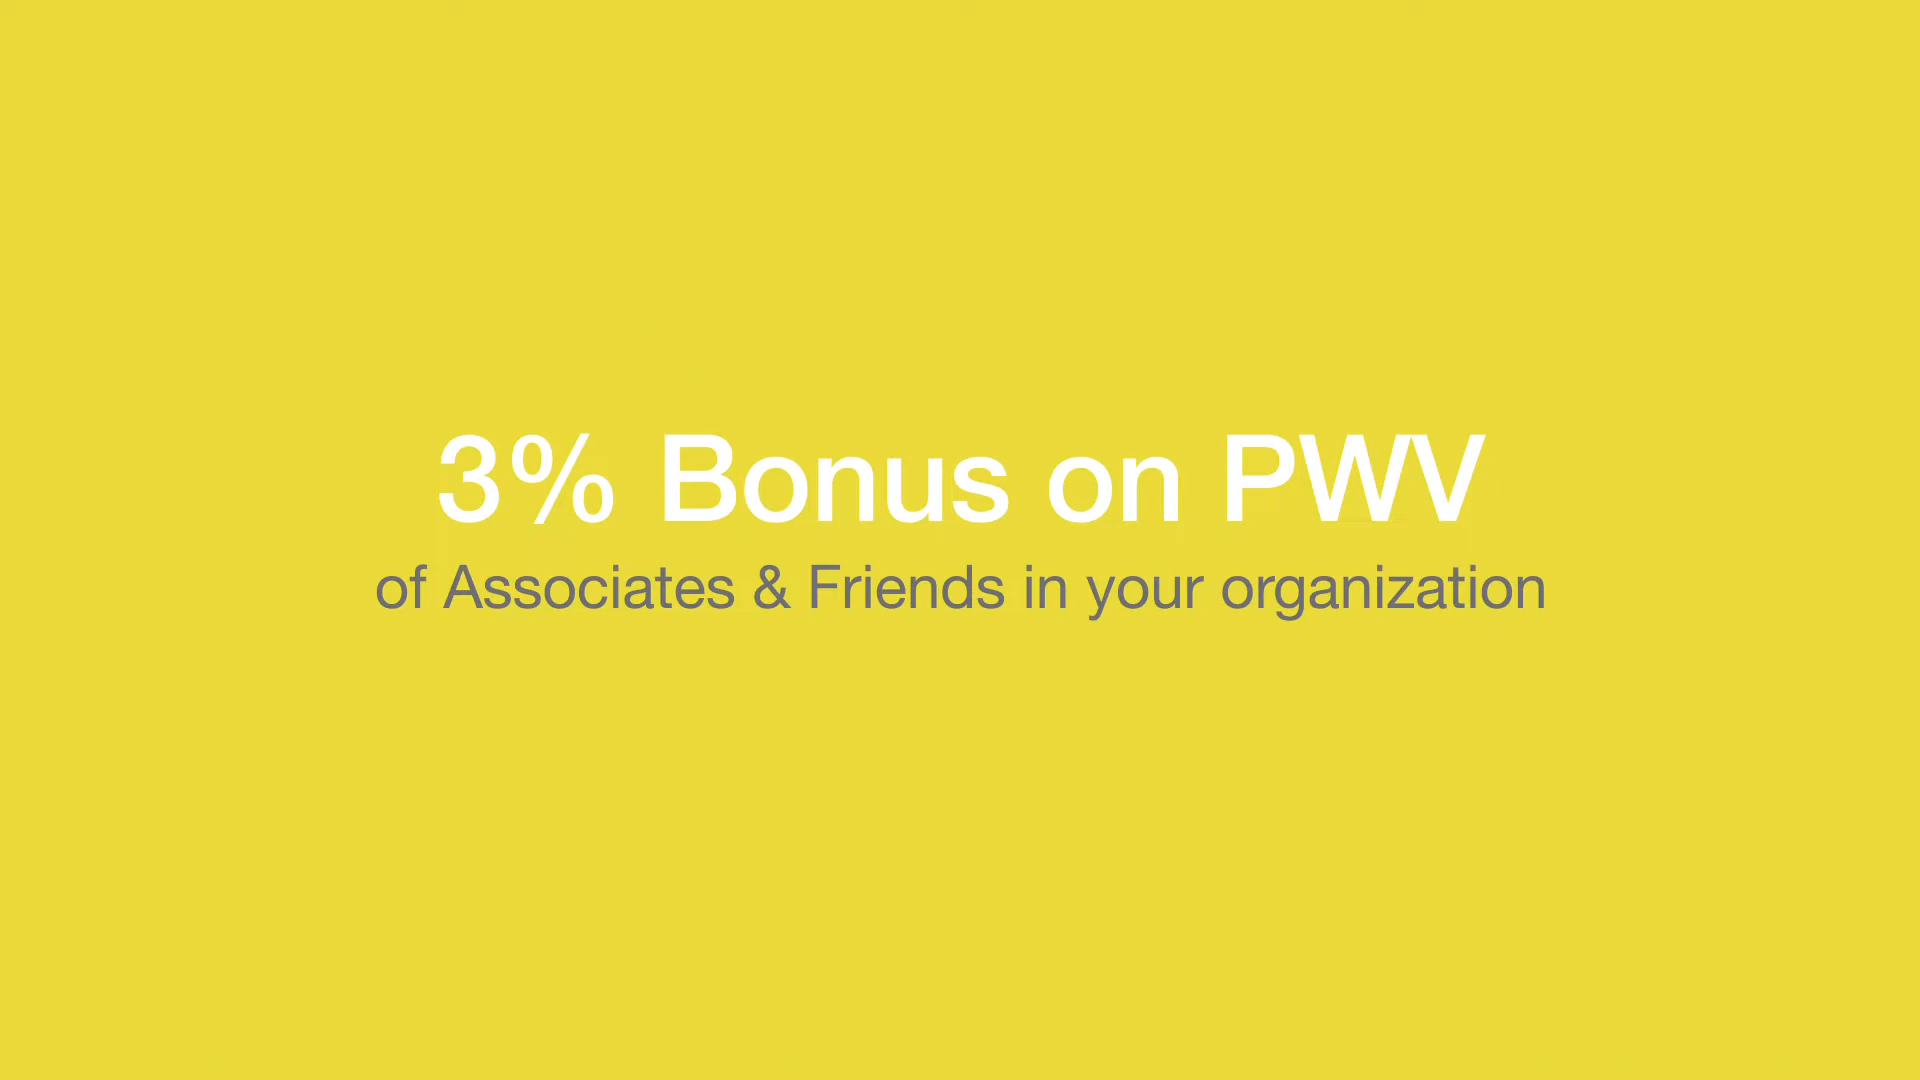 3% Bonus on PWV
of Associates & Friends in your organization